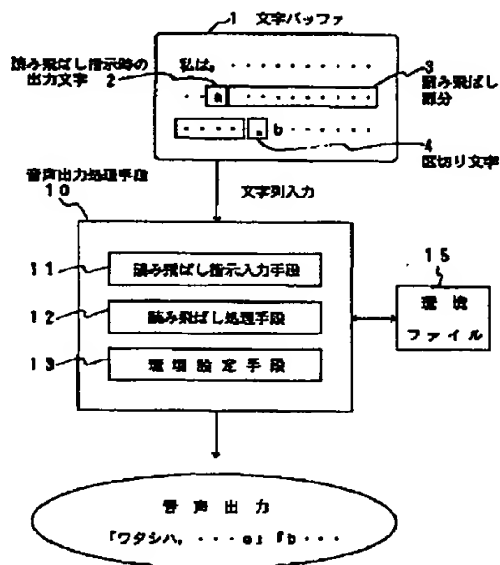 1 文字バッファ
読み飛ばし指示時の
出力文字 2
私は。・・・・・・・・・・
・・a・・・・・・・・・・
3
読み飛ばし
部分
・・・・・。b・・・・・・
4
区切り文字
音声出力処理手段
10
文字列入力
11 読み飛ばし指示入力手段
12 読み飛ばし処理手段
13 環境設定手段
15
環境
ファイル
音声出力
「ワタシハ。・・・a」「b・・・